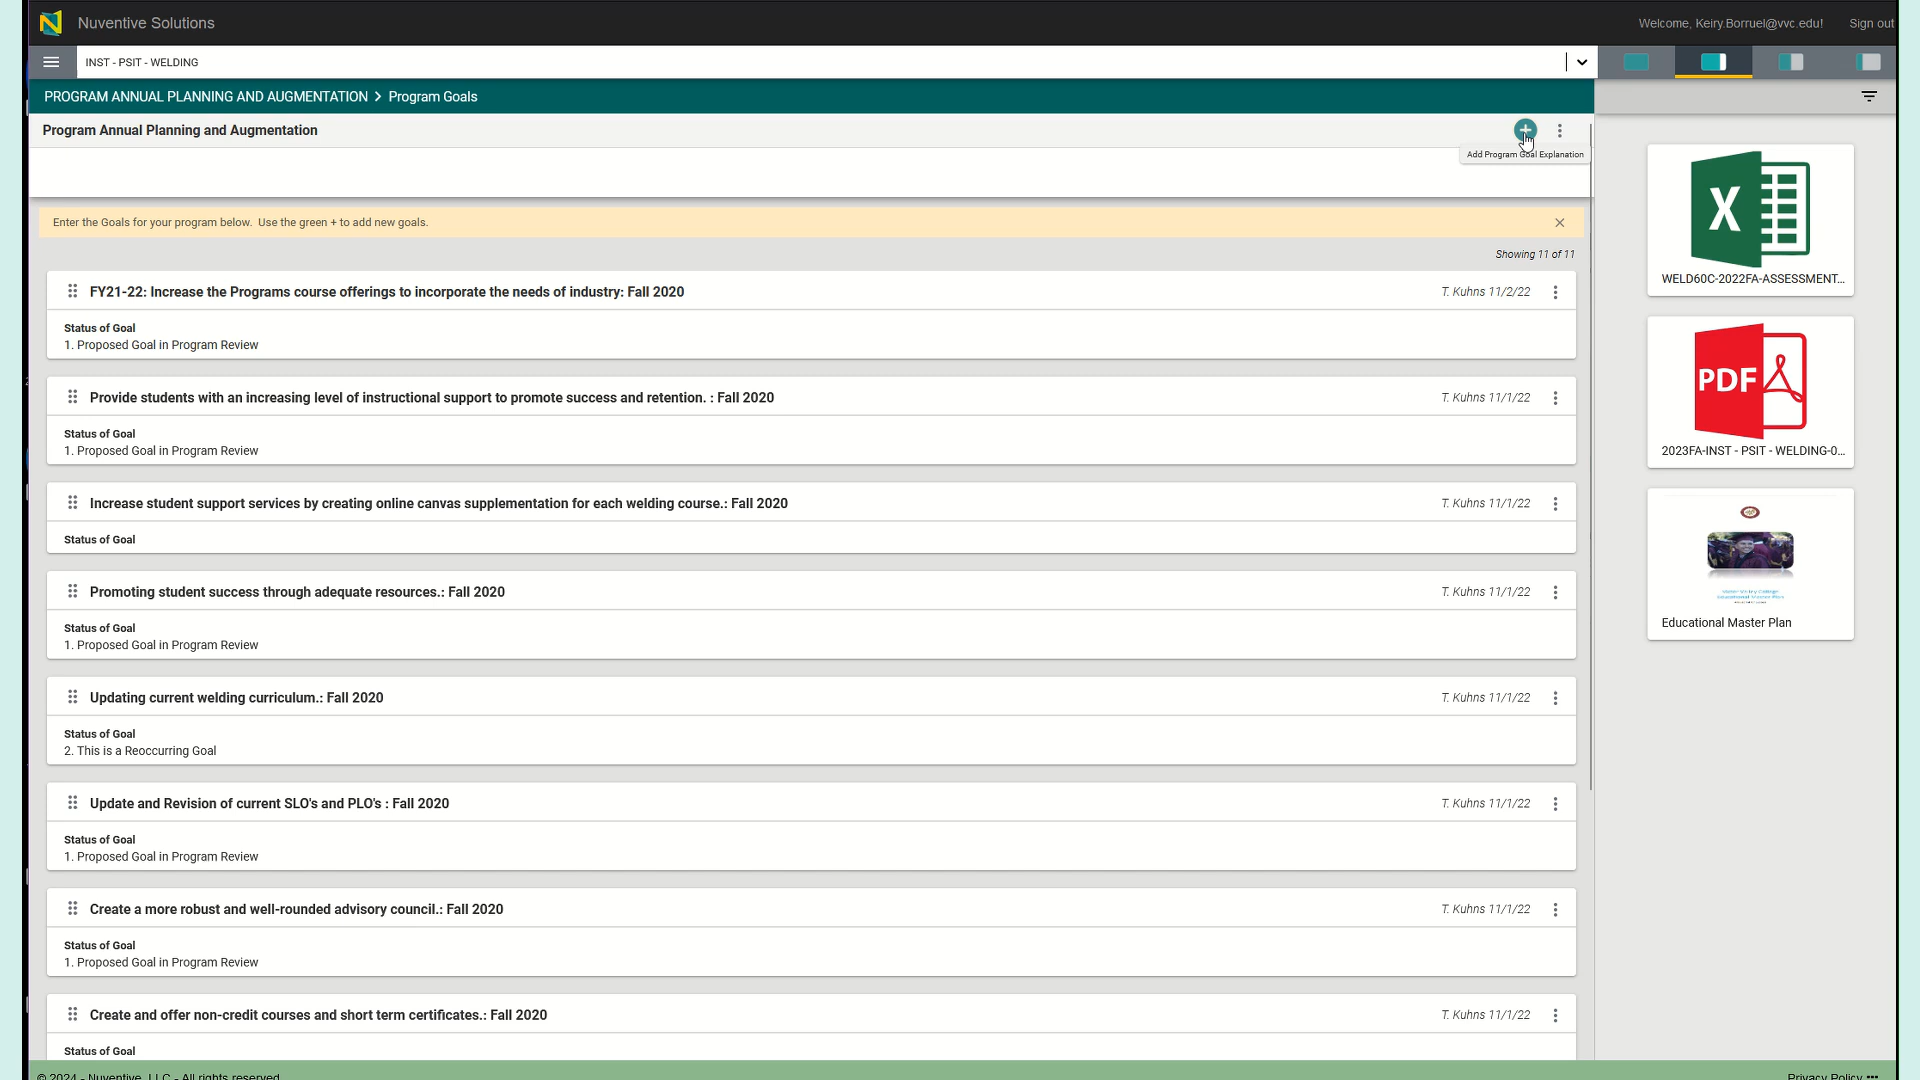 Nuventive Solutions
Welcome, Keiry.Borruel@vvc.edu!
Sign out
INST - PSIT - WELDING
PROGRAM ANNUAL PLANNING AND AUGMENTATION > Program Goals
Program Annual Planning and Augmentation
Add Program Goal Explanation
Enter the Goals for your program below. Use the green + to add new goals.
Showing 11 of 11
FY21-22: Increase the Programs course offerings to incorporate the needs of industry: Fall 2020
T. Kuhns 11/2/22
Status of Goal
1. Proposed Goal in Program Review
Provide students with an increasing level of instructional support to promote success and retention. : Fall 2020
T. Kuhns 11/1/22
Status of Goal
1. Proposed Goal in Program Review
Increase student support services by creating online canvas supplementation for each welding course.: Fall 2020
T. Kuhns 11/1/22
Status of Goal
Promoting student success through adequate resources.: Fall 2020
T. Kuhns 11/1/22
Status of Goal
1. Proposed Goal in Program Review
Updating current welding curriculum.: Fall 2020
T. Kuhns 11/1/22
Status of Goal
2. This is a Reoccurring Goal
Update and Revision of current SLO's and PLO's : Fall 2020
T. Kuhns 11/1/22
Status of Goal
1. Proposed Goal in Program Review
Create a more robust and well-rounded advisory council.: Fall 2020
T. Kuhns 11/1/22
Status of Goal
1. Proposed Goal in Program Review
Create and offer non-credit courses and short term certificates.: Fall 2020
T. Kuhns 11/1/22
Status of Goal
X
WELD60C-2022FA-ASSESSMENT...
PDF
2023FA-INST - PSIT - WELDING-0...
Victor Valley College
Educational Master Plan
Educational Master Plan
© 2024 - Nuventive, LLC - All rights reserved
Privacy Policy